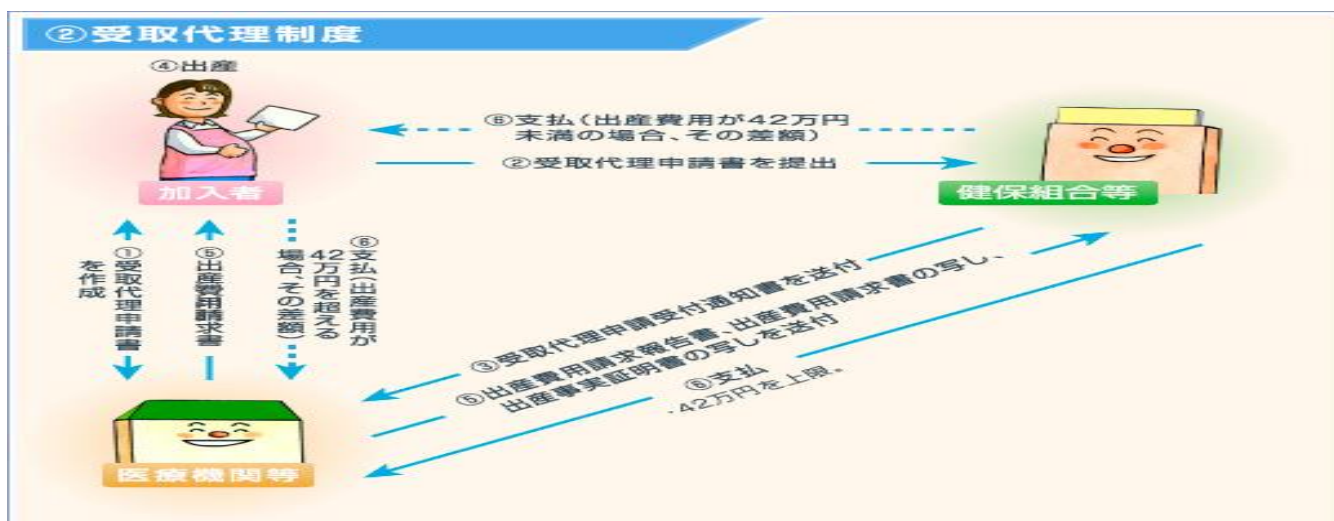 ②受取代理制度
④出産
⑥支払（出産費用が42万円
未満の場合、その差額）
②受取代理申請書を提出
加入者
健保組合等
①受取代理申請書
を作成
⑤出産費用請求書
⑥支払（出産費用が
42万円を超える
場合、その差額）
③受取代理申請受付通知書を送付
⑤出産費用請求報告書、出産費用請求書の写し、
出産事実証明書の写しを送付
⑥支払
・42万円を上限。
医療機関等